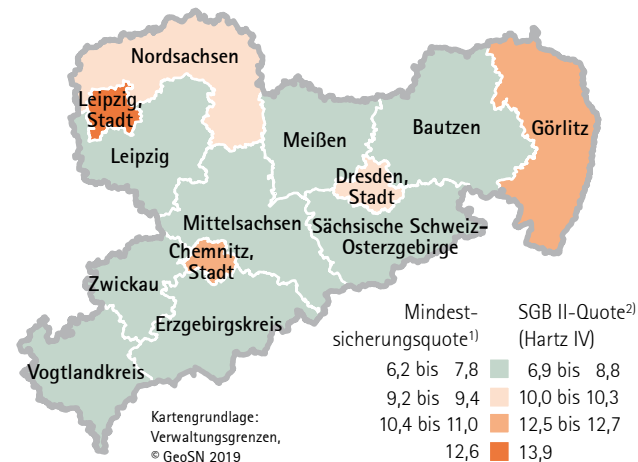 Nordsachsen
Leipzig,
Stadt
Leipzig
Meißen
Bautzen
Görlitz
Dresden,
Stadt
Mittelsachsen
Sächsische Schweiz-
Osterzgebirge
Chemnitz,
Stadt
Zwickau
Erzgebirgskreis
Vogtlandkreis
Kartengrundlage:
Verwaltungsgrenzen,
© GeoSN 2019
Mindest- SGB II-Quote2)
sicherungsquote1) (Hartz IV)
6,2 bis 7,8 6,9 bis 8,8
9,2 bis 9,4 10,0 bis 10,3
10,4 bis 11,0 12,5 bis 12,7
12,6 13,9